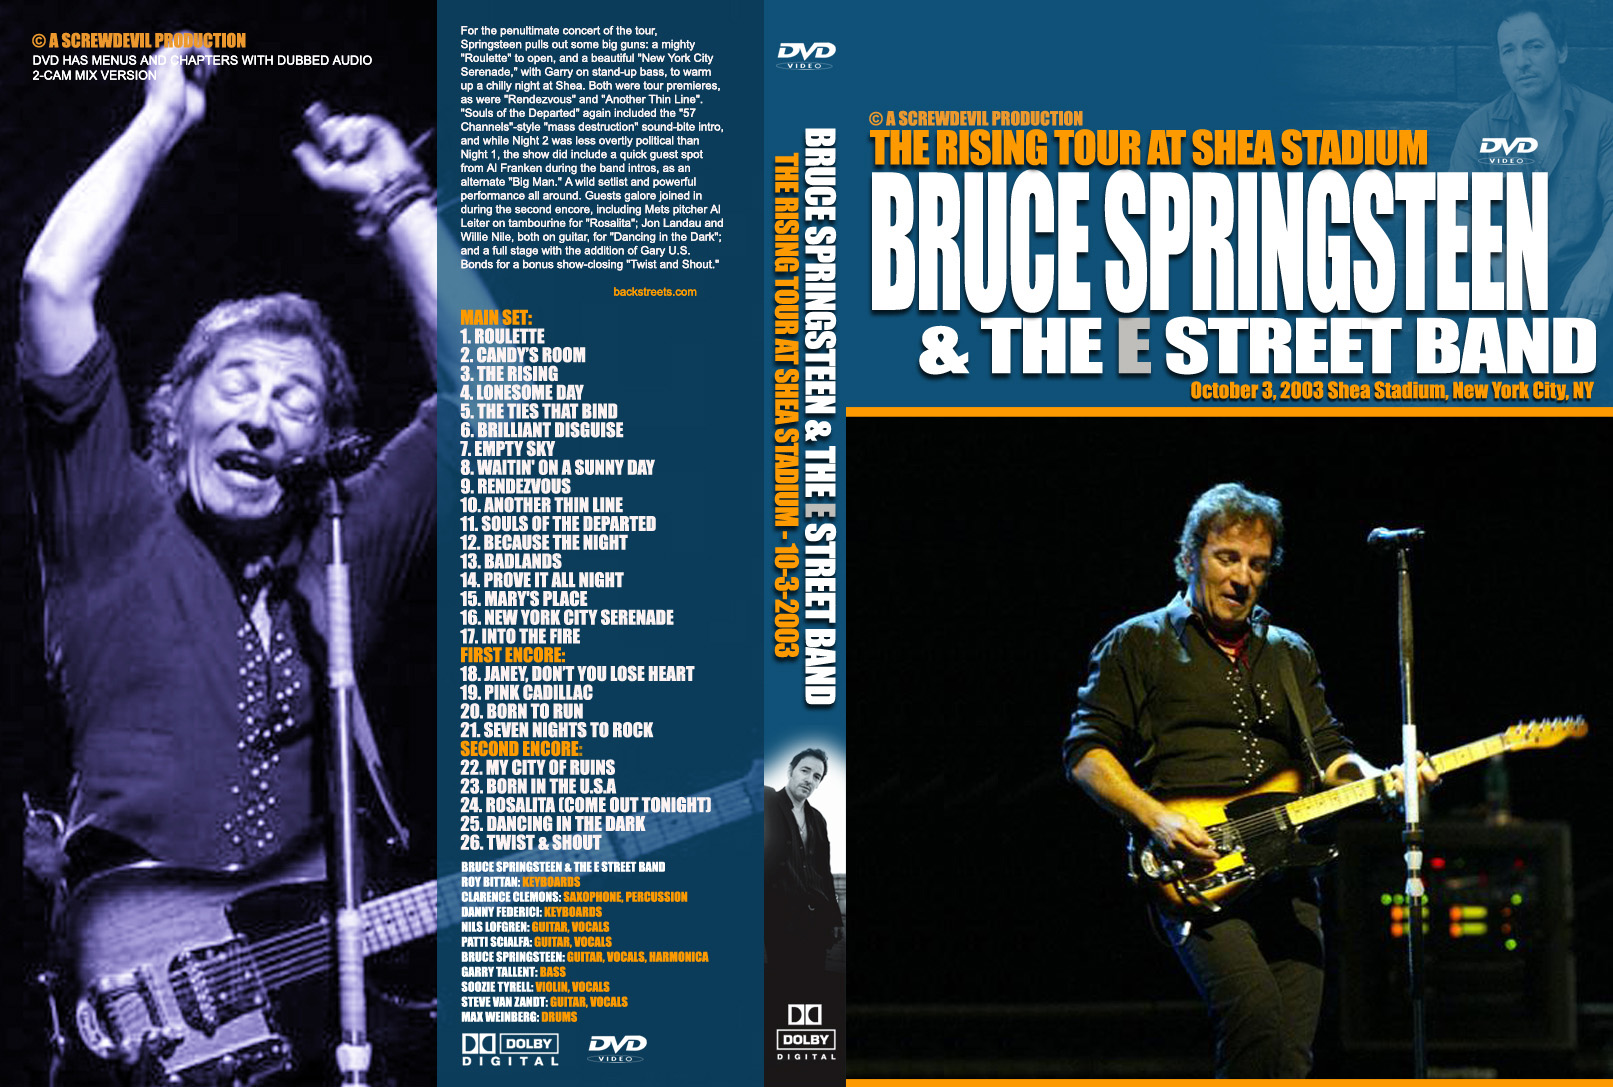 © A SCREWDEVIL PRODUCTION
DVD HAS MENUS AND CHAPTERS WITH DUBBED AUDIO
2-CAM MIX VERSION
For the penultimate concert of the tour,
Springsteen pulls out some big guns: a mighty
"Roulette" to open, and a beautiful "New York City
Serenade," with Garry on stand-up bass, to warm
up a chilly night at Shea. Both were tour premieres,
as were "Rendezvous" and "Another Thin Line".
"Souls of the Departed" again included the "57
Channels"-style "mass destruction" sound-bite intro,
and while Night 2 was less overtly political than
Night 1, the show did include a quick guest spot
from Al Franken during the band intros, as an
alternate "Big Man." A wild setlist and powerful
performance all around. Guests galore joined in
during the second encore, including Mets pitcher Al
Leiter on tambourine for "Rosalita"; Jon Landau and
Willie Nile, both on guitar, for "Dancing in the Dark";
and a full stage with the addition of Gary U.S.
Bonds for a bonus show-closing "Twist and Shout."
backstreets.com
MAIN SET:
1. ROULETTE
2. CANDY'S ROOM
3. THE RISING
4. LONESOME DAY
5. THE TIES THAT BIND
6. BRILLIANT DISGUISE
7. EMPTY SKY
8. WAITIN' ON A SUNNY DAY
9. RENDEZVOUS
10. ANOTHER THIN LINE
11. SOULS OF THE DEPARTED
12. BECAUSE THE NIGHT
13. BADLANDS
14. PROVE IT ALL NIGHT
15. MARY'S PLACE
16. NEW YORK CITY SERENADE
17. INTO THE FIRE
FIRST ENCORE:
18. JANEY, DON'T YOU LOSE HEART
19. PINK CADILLAC
20. BORN TO RUN
21. SEVEN NIGHTS TO ROCK
SECOND ENCORE:
22. MY CITY OF RUINS
23. BORN IN THE U.S.A
24. ROSALITA (COME OUT TONIGHT)
25. DANCING IN THE DARK
26. TWIST & SHOUT
BRUCE SPRINGSTEEN & THE E STREET BAND
ROY BITTAN: KEYBOARDS
CLARENCE CLEMONS: SAXOPHONE, PERCUSSION
DANNY FEDERICI: KEYBOARDS
NILS LOFGREN: GUITAR, VOCALS
PATTI SCIALFA: GUITAR, VOCALS
BRUCE SPRINGSTEEN: GUITAR, VOCALS, HARMONICA
GARRY TALLENT: BASS
SOOZIE TYRELL: VIOLIN, VOCALS
STEVE VAN ZANDT: GUITAR, VOCALS
MAX WEINBERG: DRUMS
DOLBY
DIGITAL
DVD
VIDEO
DVD
VIDEO
BRUCE SPRINGSTEEN & THE E STREET BAND
THE RISING TOUR AT SHEA STADIUM - 10-3-2003
DOLBY
DIGITAL
© A SCREWDEVIL PRODUCTION
THE RISING TOUR AT SHEA STADIUM
DVD
VIDEO
BRUCE SPRINGSTEEN
& THE E STREET BAND
October 3, 2003 Shea Stadium, New York City, NY